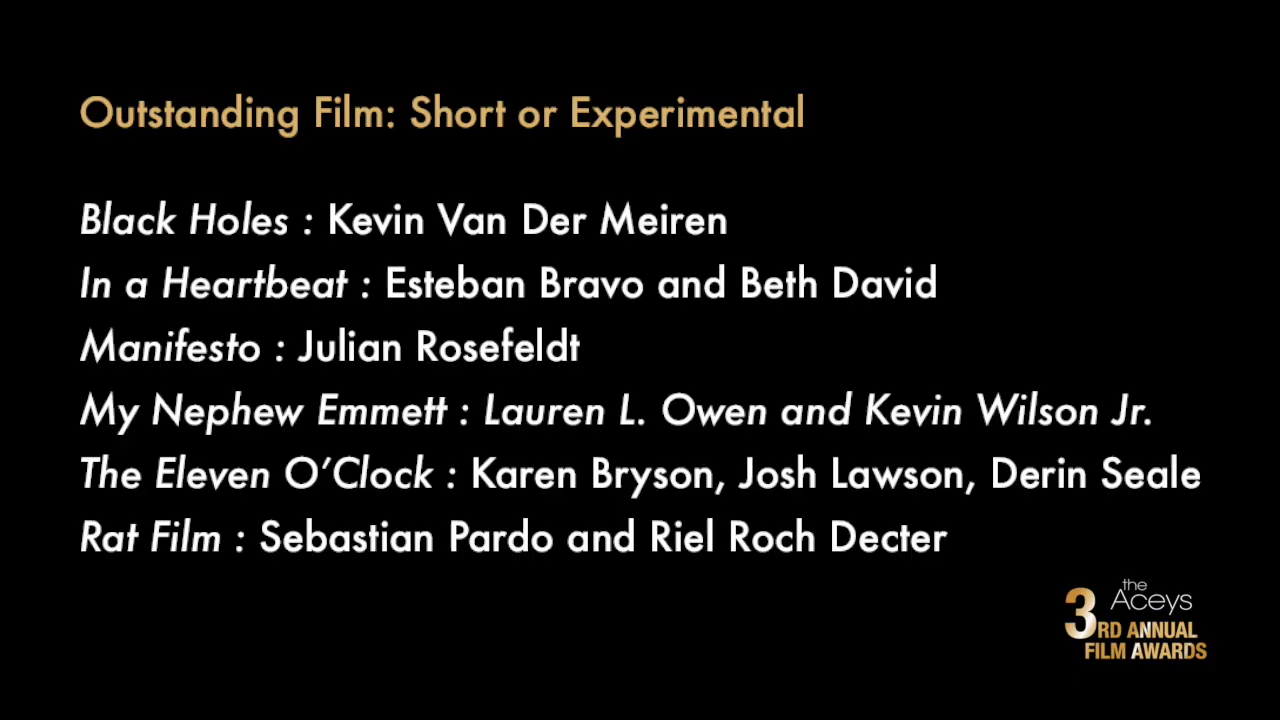 Outstanding Film: Short or Experimental
Black Holes : Kevin Van Der Meiren
In a Heartbeat : Esteban Bravo and Beth David
Manifesto : Julian Rosefeldt
My Nephew Emmett : Lauren L. Owen and Kevin Wilson Jr.
The Eleven O’Clock : Karen Bryson, Josh Lawson, Derin Seale
Rat Film : Sebastian Pardo and Riel Roch Decter
the
Aceys
3RD ANNUAL
FILM AWARDS